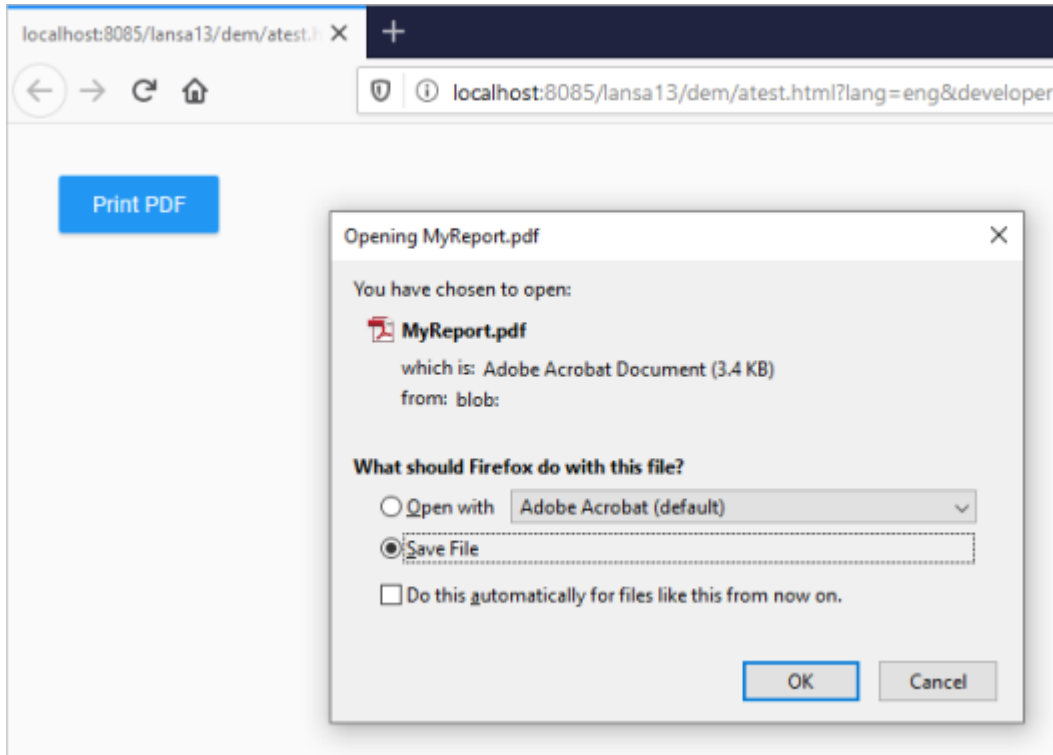 localhost:8085/lansa13/dem/atest.h
localhost:8085/lansa13/dem/atest.html?lang=eng&developer
Print PDF
Opening MyReport.pdf
You have chosen to open:
MyReport.pdf
which is: Adobe Acrobat Document (3.4 KB)
from: blob:
What should Firefox do with this file?
Open with Adobe Acrobat (default)
Save File
Do this automatically for files like this from now on.
OK Cancel